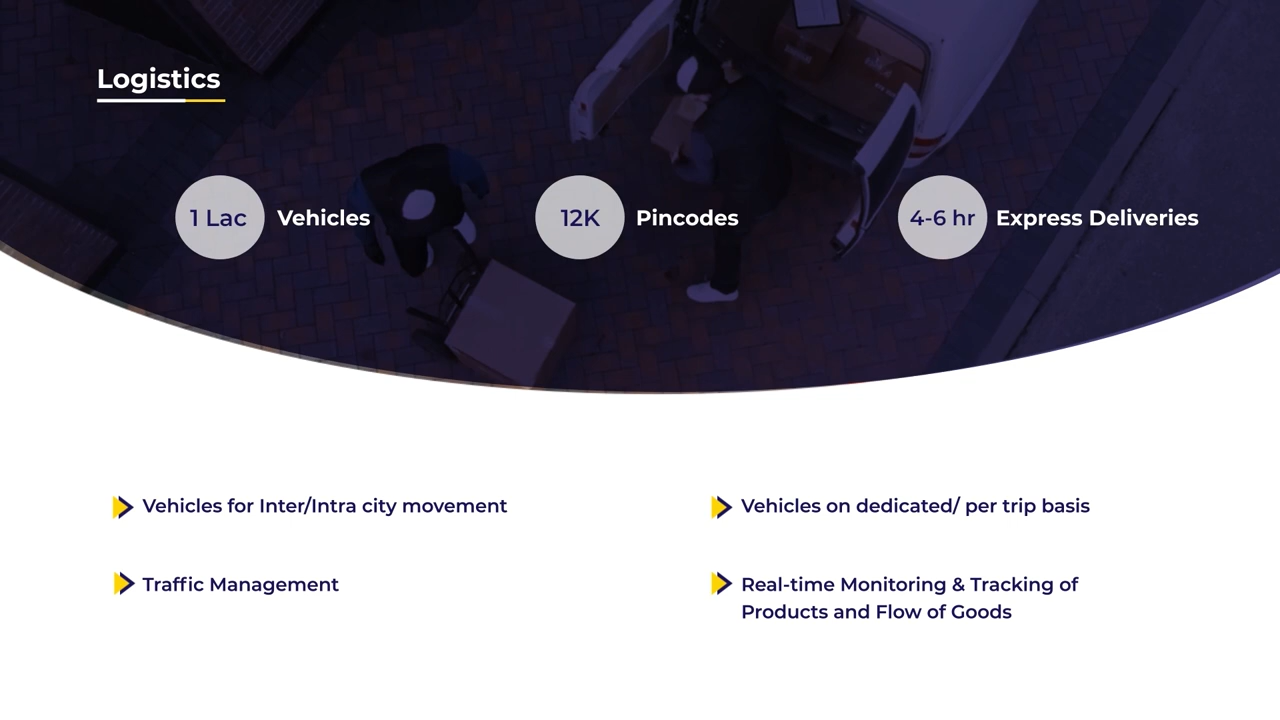 Logistics
1 Lac Vehicles
12K Pincodes
4-6 hr Express Deliveries
Vehicles for Inter/Intra city movement
Vehicles on dedicated/ per trip basis
Traffic Management
Real-time Monitoring & Tracking of
Products and Flow of Goods